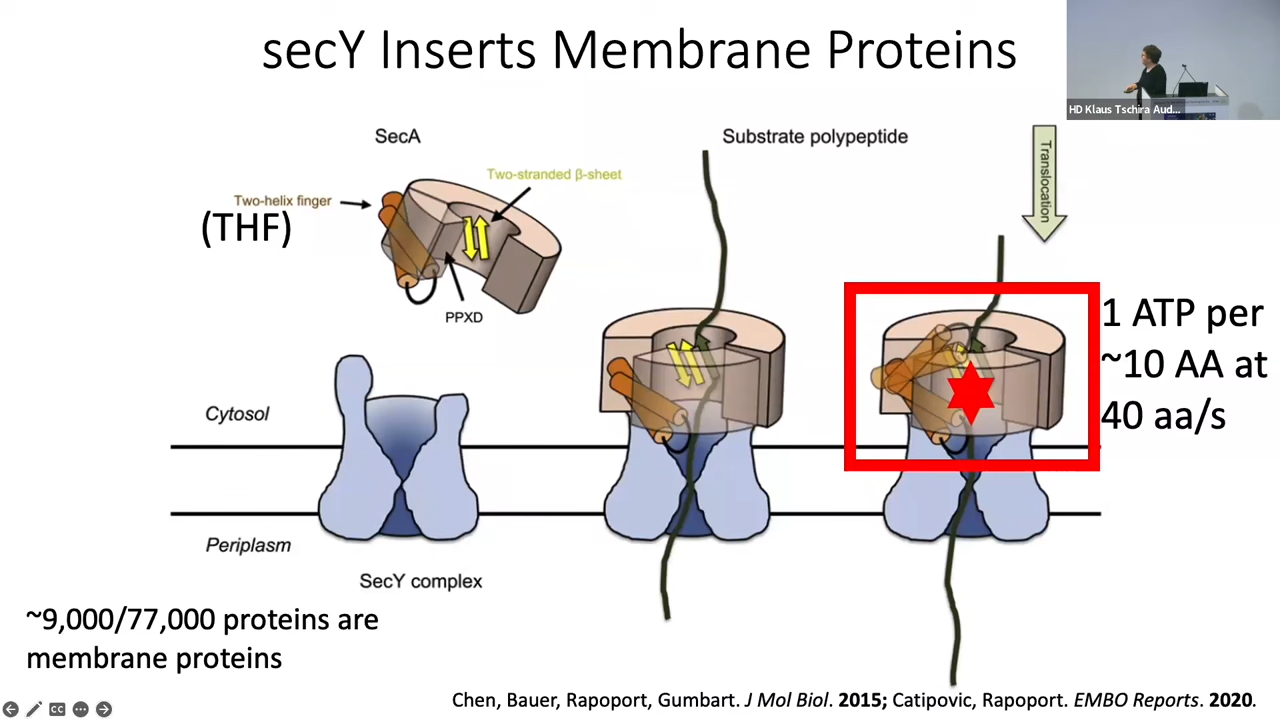 secY Inserts Membrane Proteins
HD Klaus Tschira Aud...
SecA
Substrate polypeptide
Translocation
Two-stranded β-sheet
Two-helix finger
(THF)
PPXD
1 ATP per
~10 AA at
40 aa/s
Cytosol
Periplasm
SecY complex
~9,000/77,000 proteins are
membrane proteins
Chen, Bauer, Rapoport, Gumbart. J Mol Biol. 2015; Catipovic, Rapoport. EMBO Reports. 2020.
CC